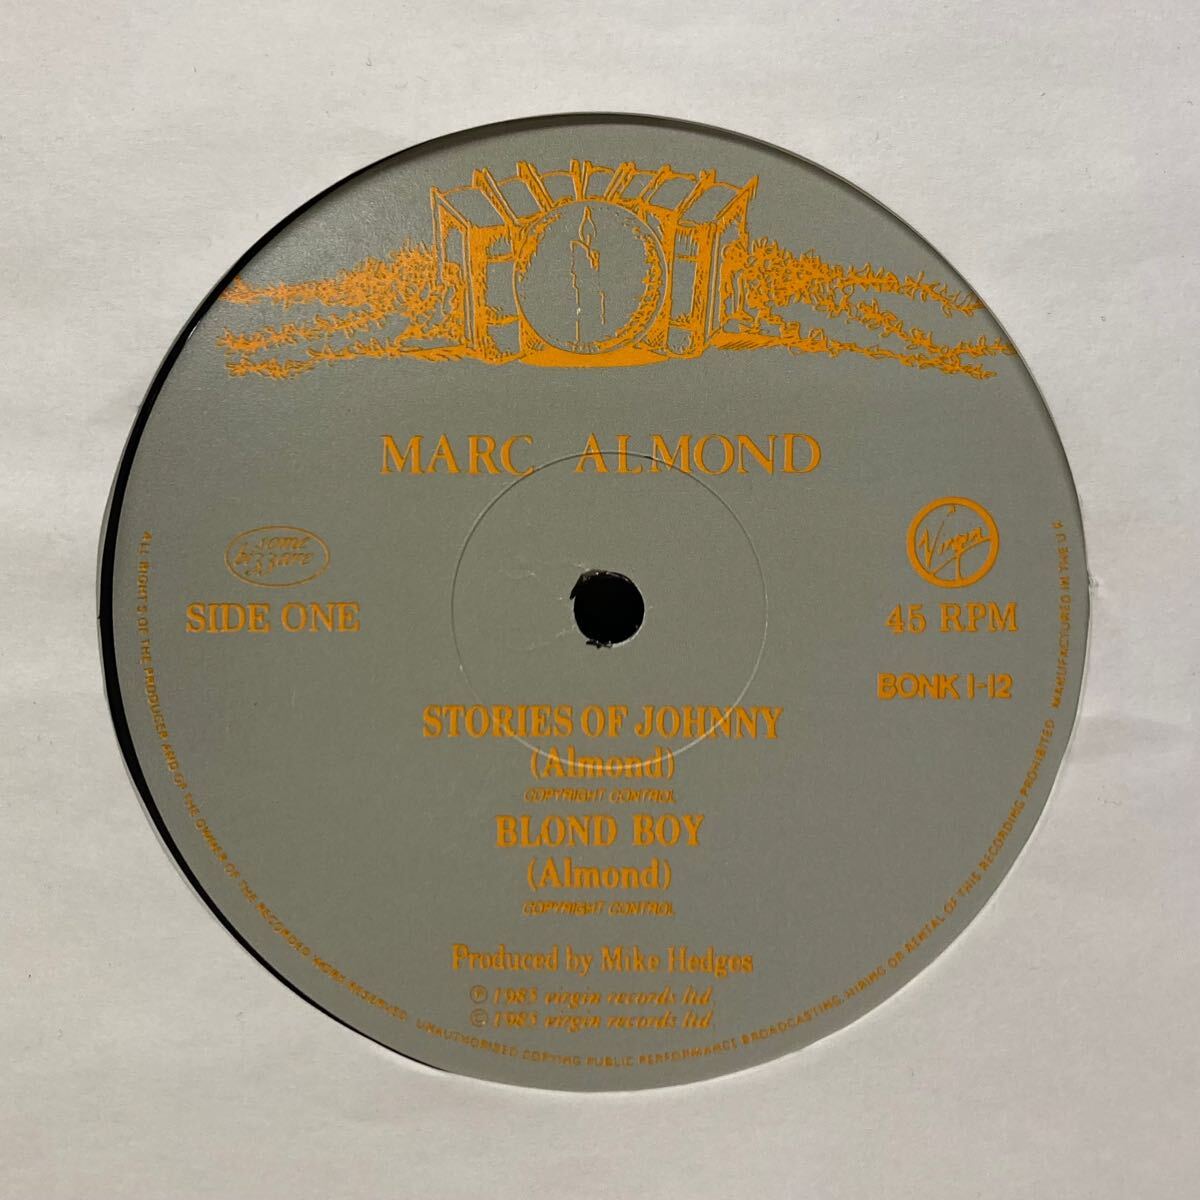 MARC ALMOND
some
bizzare
SIDE ONE
Virgin
45 RPM
BONK 1-12
STORIES OF JOHNNY
(Almond)
COPYRIGHT CONTROL
BLOND BOY
(Almond)
COPYRIGHT CONTROL
Produced by Mike Hedges
℗ 1985 virgin records ltd.
© 1985 virgin records ltd.
ALL RIGHTS OF THE PRODUCER AND OF THE OWNER OF THE RECORDED WORK RESERVED. UNAUTHORISED COPYING PUBLIC PERFORMANCE BROADCASTING, HIRING OR RENTAL OF THIS RECORDING PROHIBITED MANUFACTURED IN THE U.K.